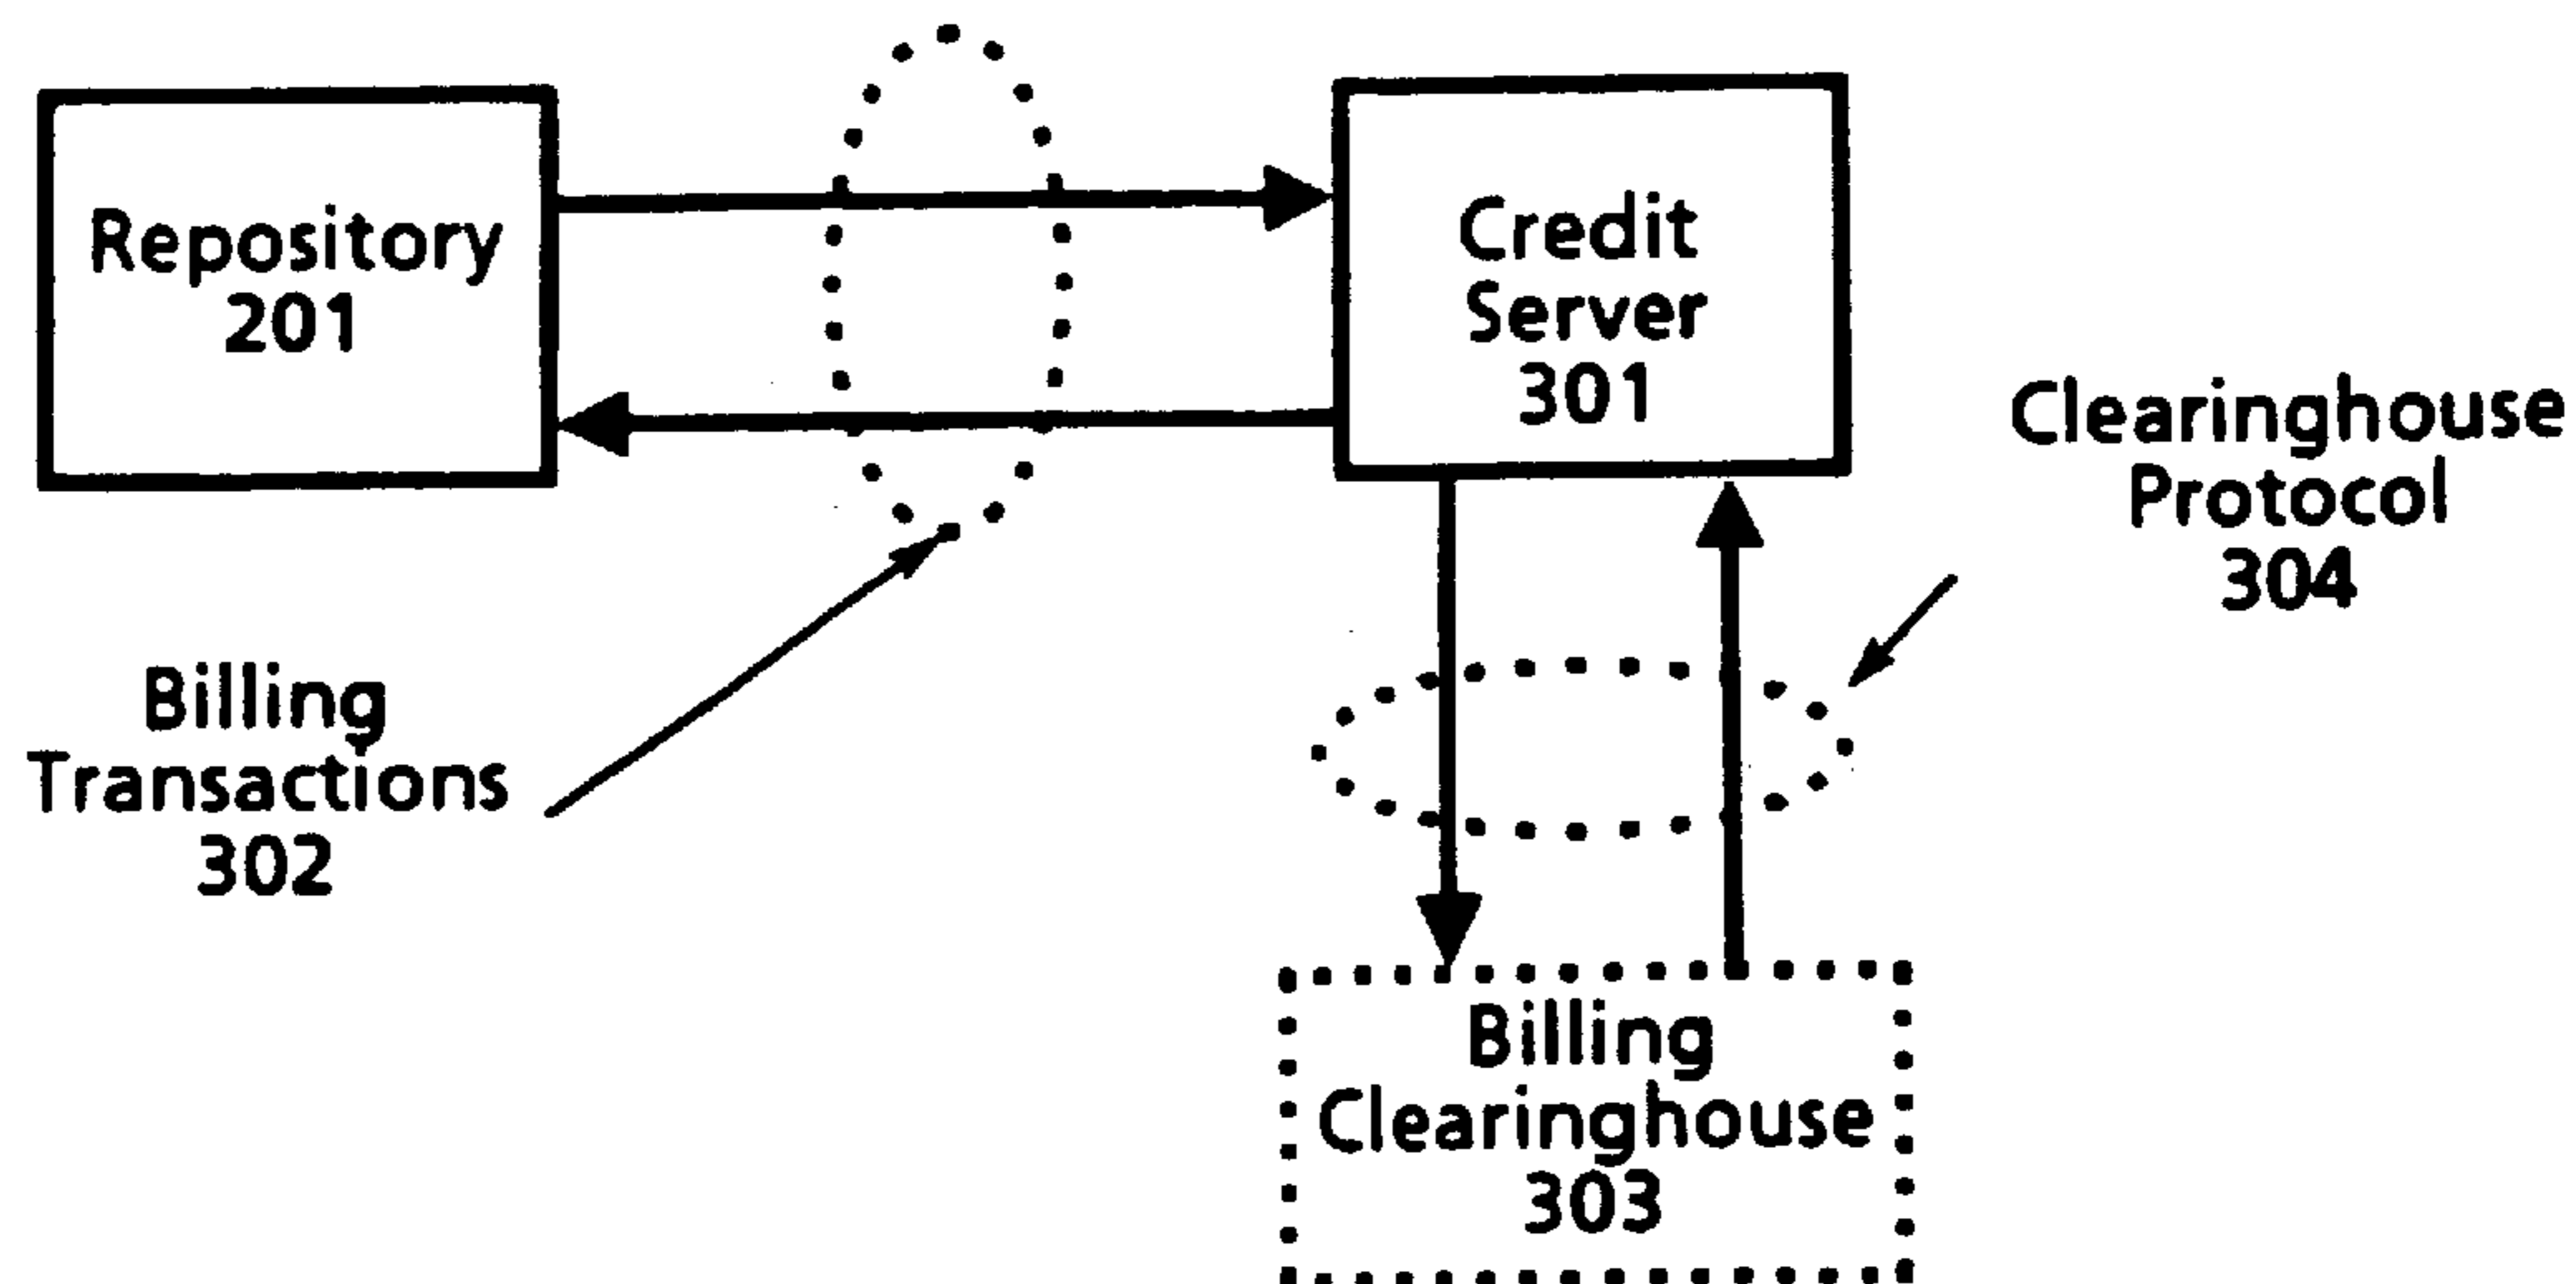 Repository
201
Credit
Server
301
Clearinghouse
Protocol
304
Billing
Transactions
302
Billing
Clearinghouse
303